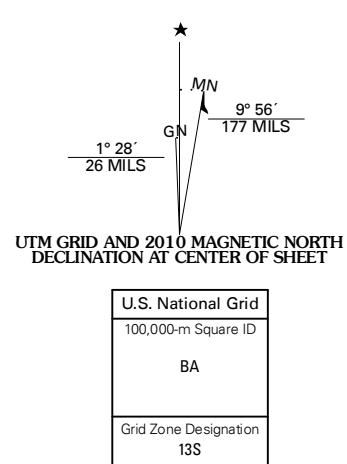 MN
GN
9° 56´
177 MILS
1° 28´
26 MILS
UTM GRID AND 2010 MAGNETIC NORTH
DECLINATION AT CENTER OF SHEET
U.S. National Grid
100,000-m Square ID
BA
Grid Zone Designation
13S